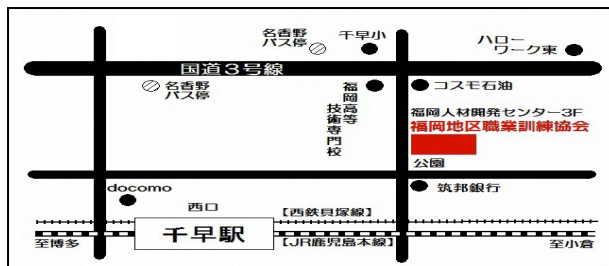 名香野
バス停
千早小
ハロー
ワーク東
国道3号線
名香野
バス停
福岡高等
技術専門校
コスモ石油
福岡人材開発センター3F
福岡地区職業訓練協会
公園
docomo
西口
【西鉄貝塚線】
筑邦銀行
千早駅
至博多
【JR鹿児島本線】
至小倉